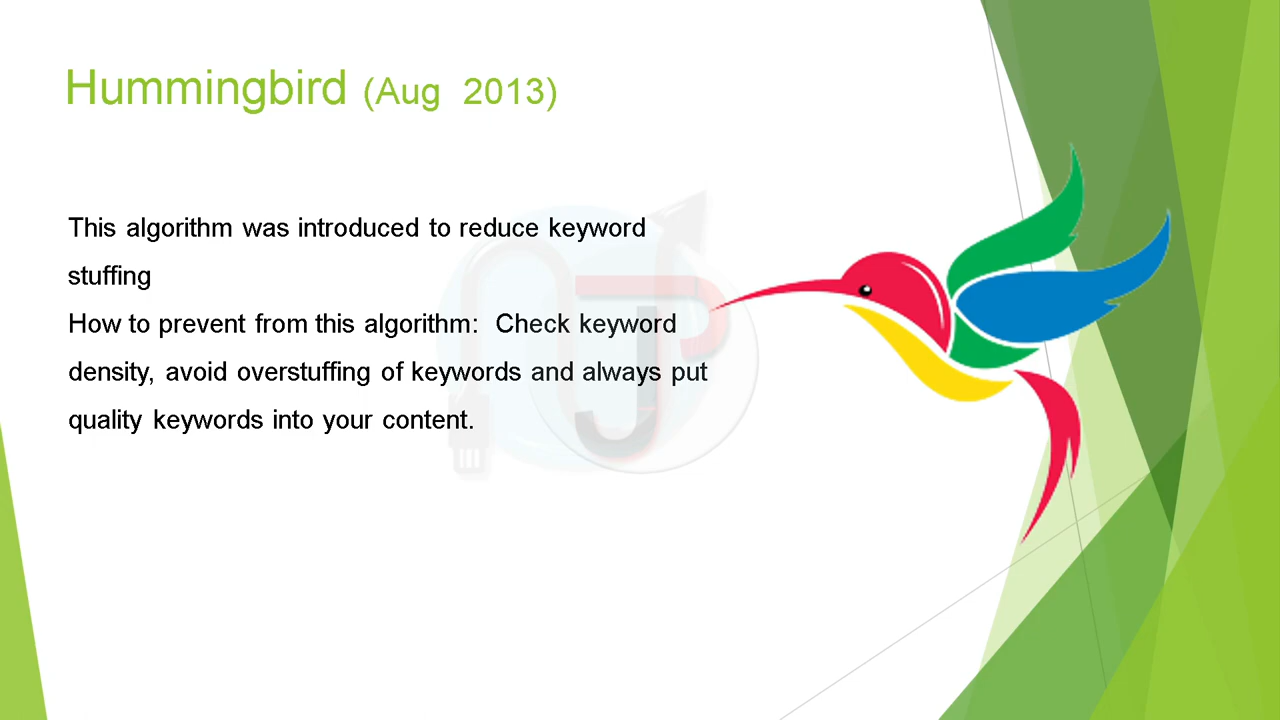 Hummingbird (Aug 2013)
This algorithm was introduced to reduce keyword
stuffing
How to prevent from this algorithm: Check keyword
density, avoid overstuffing of keywords and always put
quality keywords into your content.